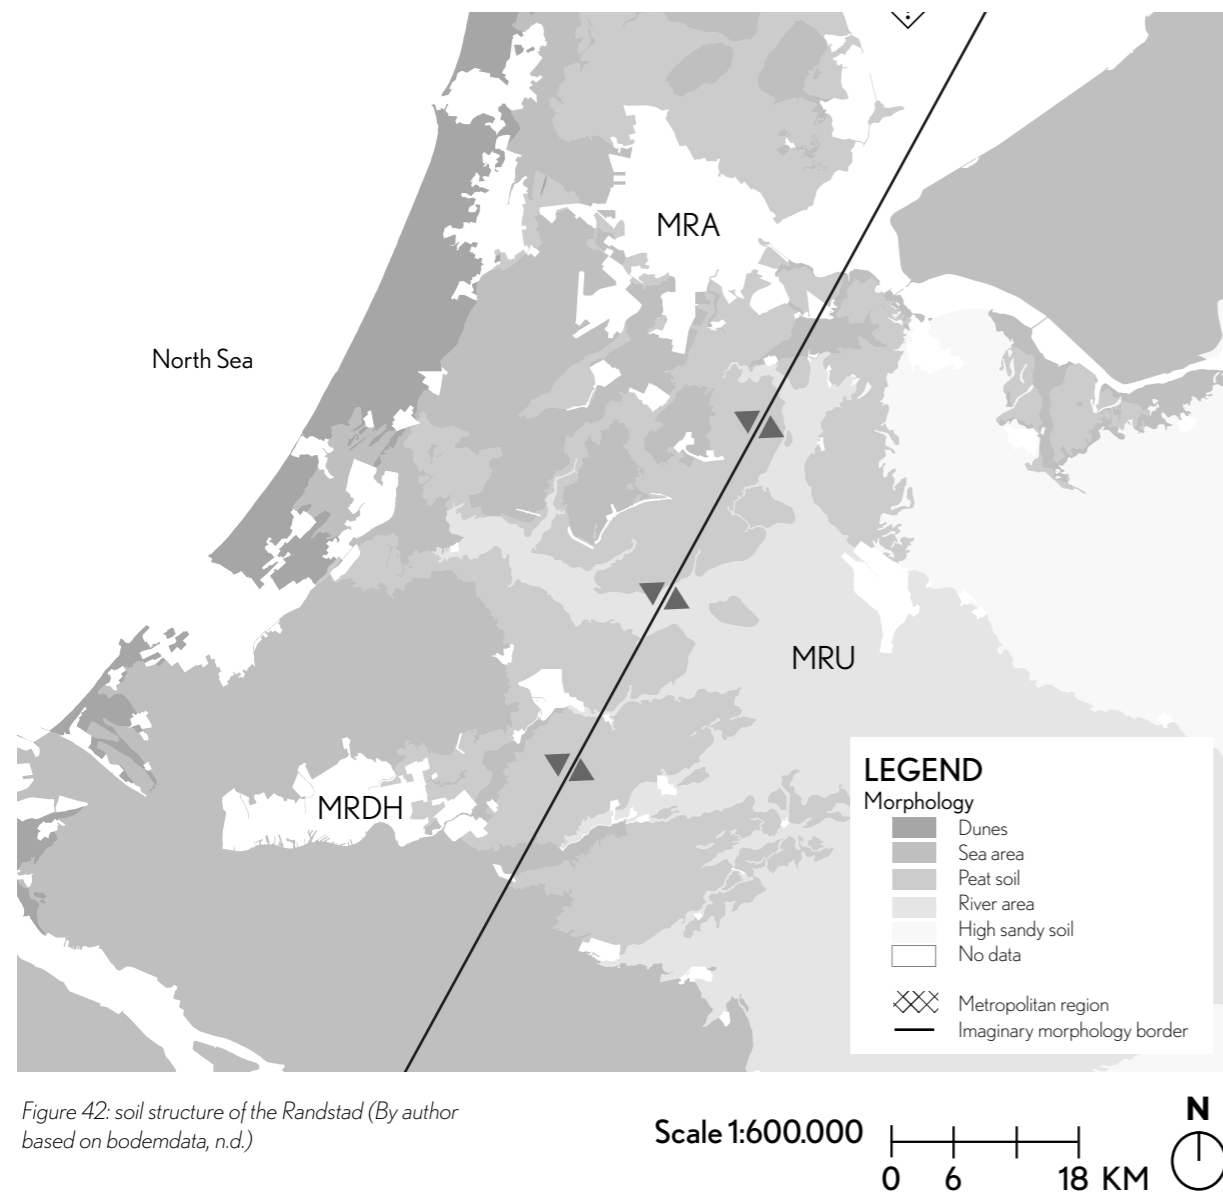 MRA
North Sea
MRU
MRDH
LEGEND
Morphology
Dunes
Sea area
Peat soil
River area
High sandy soil
No data
Metropolitan region
Imaginary morphology border
Figure 42: soil structure of the Randstad (By author
based on bodemdata, n.d.)
Scale 1:600.000
0 6 18 KM
N